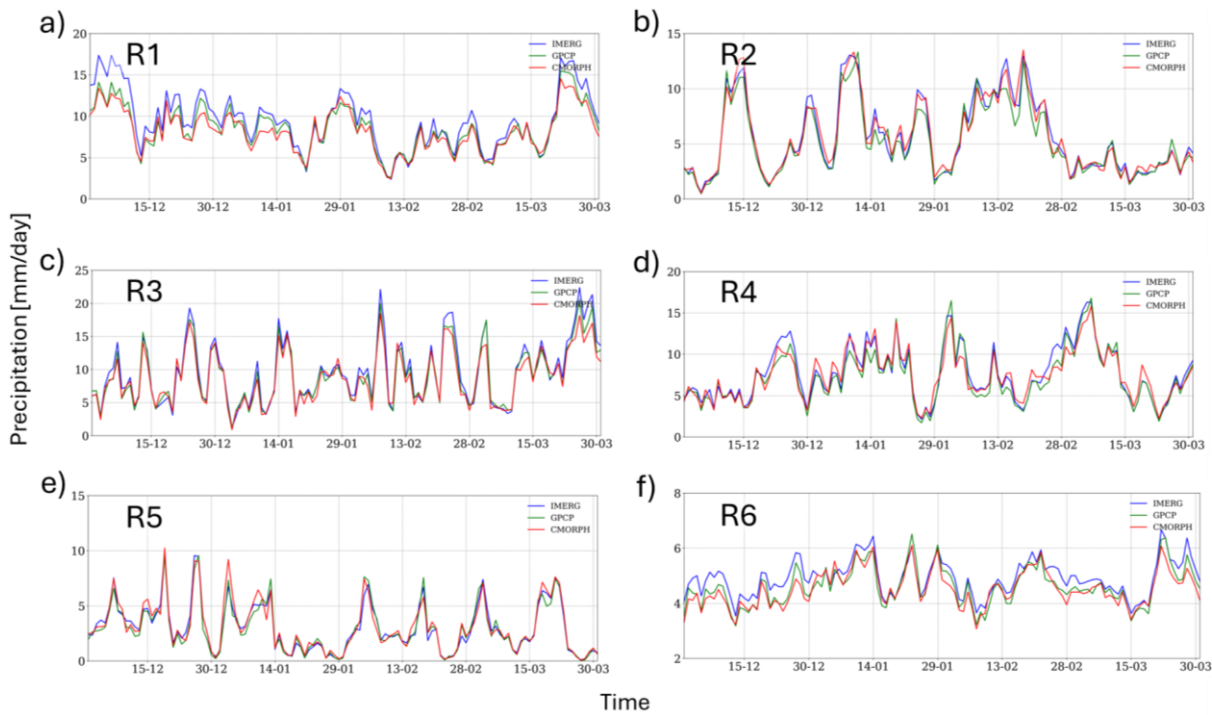 a)
R1
IMERG
GPCP
CMORPH
20
15
10
5
0
15-12 30-12 14-01 29-01 13-02 28-02 15-03 30-03
b)
R2
IMERG
GPCP
CMORPH
15
10
5
0
15-12 30-12 14-01 29-01 13-02 28-02 15-03 30-03
c)
R3
IMERG
GPCP
CMORPH
25
20
15
10
5
0
15-12 30-12 14-01 29-01 13-02 28-02 15-03 30-03
d)
R4
IMERG
GPCP
CMORPH
20
15
10
5
0
15-12 30-12 14-01 29-01 13-02 28-02 15-03 30-03
e)
R5
IMERG
GPCP
CMORPH
15
10
5
0
15-12 30-12 14-01 29-01 13-02 28-02 15-03 30-03
f)
R6
IMERG
GPCP
CMORPH
8
6
4
2
15-12 30-12 14-01 29-01 13-02 28-02 15-03 30-03
Precipitation [mm/day]
Time